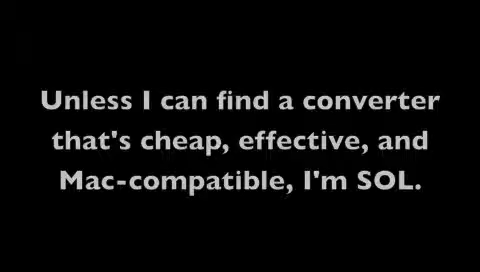 Unless I can find a converter
that's cheap, effective, and
Mac-compatible, I'm SOL.